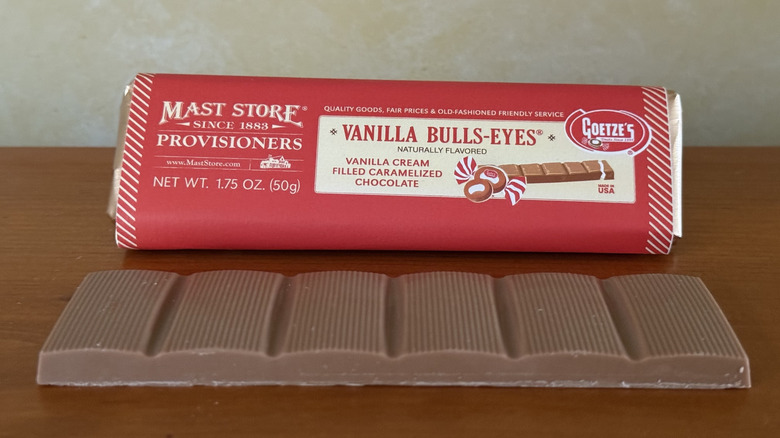 MAST STORE®
SINCE 1883
PROVISIONERS
www.MastStore.com
NET WT. 1.75 OZ. (50g)
QUALITY GOODS, FAIR PRICES & OLD-FASHIONED FRIENDLY SERVICE
VANILLA BULLS-EYES®
NATURALLY FLAVORED
VANILLA CREAM
FILLED CARAMELIZED
CHOCOLATE
MADE IN
USA
GOETZE'S